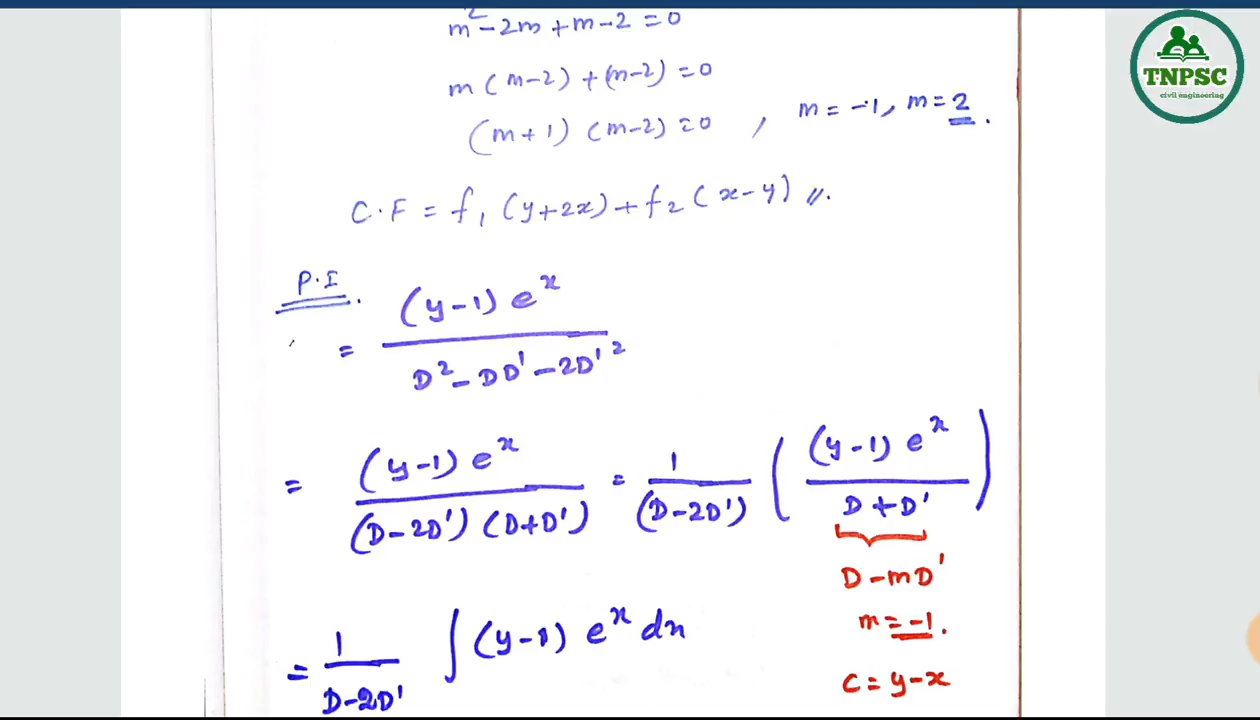 m² - 2m + m - 2 = 0
m (m-2) + (m-2) = 0
(m+1) (m-2) = 0 , m = -1, m = 2 .
C.F = f₁ (y+2x) + f₂ (x-y) //.
P.I.
= (y-1) eˣ / D² - DD' - 2D'²
= (y-1) eˣ / (D-2D') (D+D') = 1 / (D-2D') ( (y-1) eˣ / D+D' )
D - mD'
m = -1.
= 1 / D-2D' ∫ (y-1) eˣ dx
c = y-x
TNPSC
civil engineering